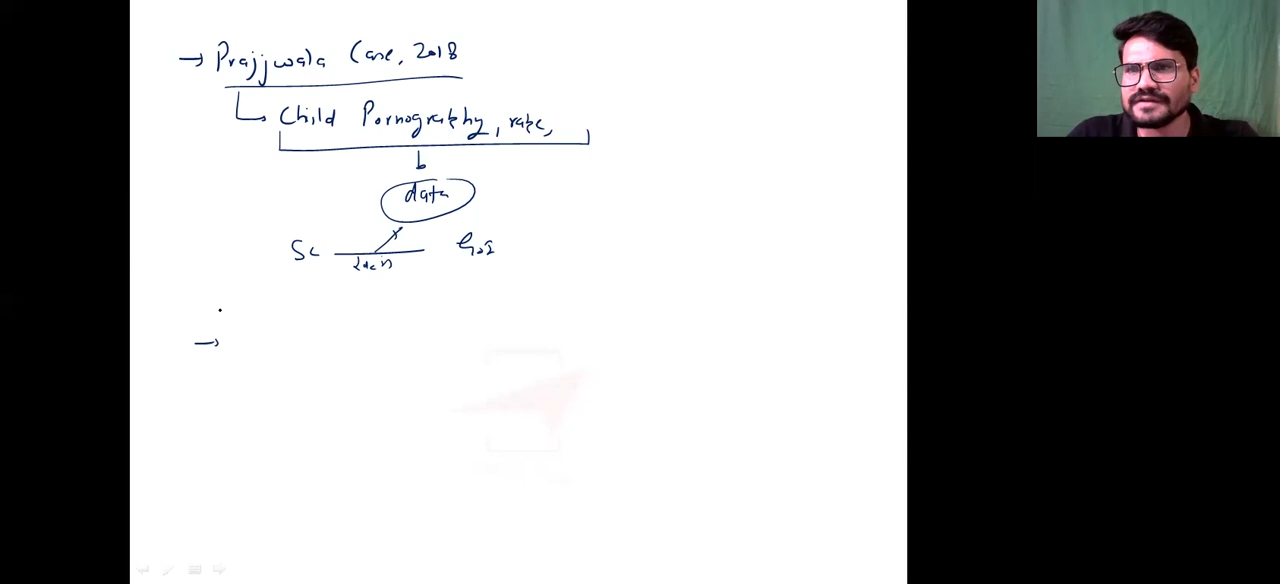 → Prajjwala Case, 2018
Child Pornography, rape,
data
SC GoI
→